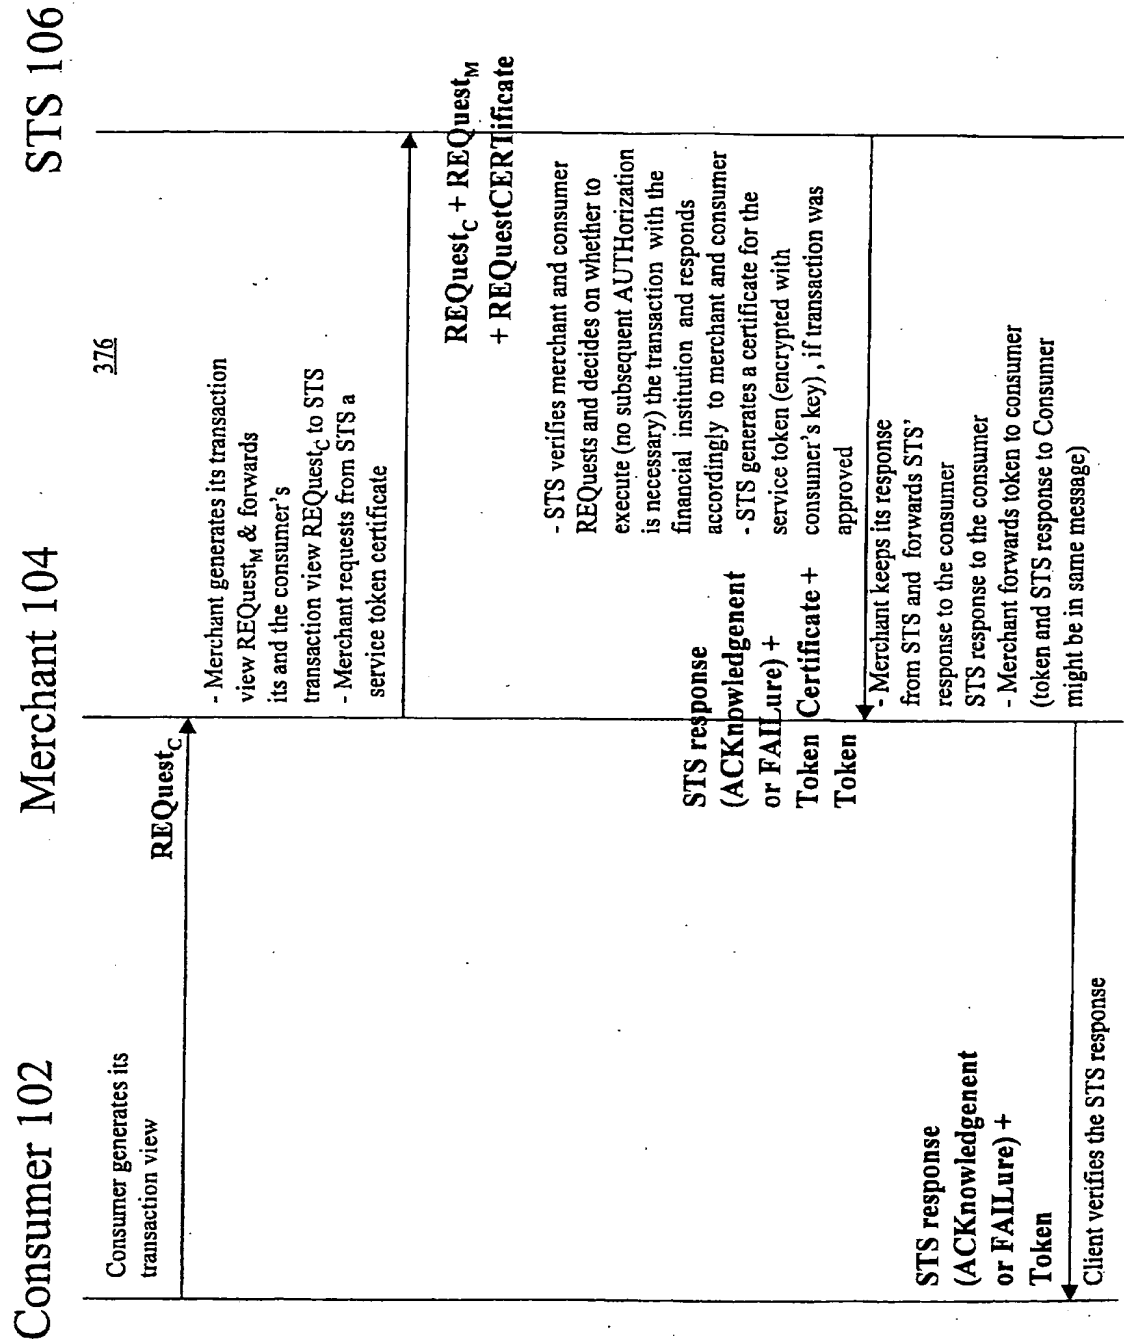 Consumer 102
Merchant 104
STS 106
376
Consumer generates its
transaction view
REQuest_C
- Merchant generates its transaction
view REQuest_M & forwards
its and the consumer's
transaction view REQuest_C to STS
- Merchant requests from STS a
service token certificate
REQuest_C + REQuest_M
+ REQuestCERTificate
- STS verifies merchant and consumer
REQuests and decides on whether to
execute (no subsequent AUTHorization
is necessary) the transaction with the
financial institution and responds
accordingly to merchant and consumer
- STS generates a certificate for the
service token (encrypted with
consumer's key), if transaction was
approved
STS response
(ACKnowledgenent
or FAILure) +
Token Certificate +
Token
- Merchant keeps its response
from STS and forwards STS'
response to the consumer
STS response to the consumer
- Merchant forwards token to consumer
(token and STS response to Consumer
might be in same message)
STS response
(ACKnowledgenent
or FAILure) +
Token
Client verifies the STS response